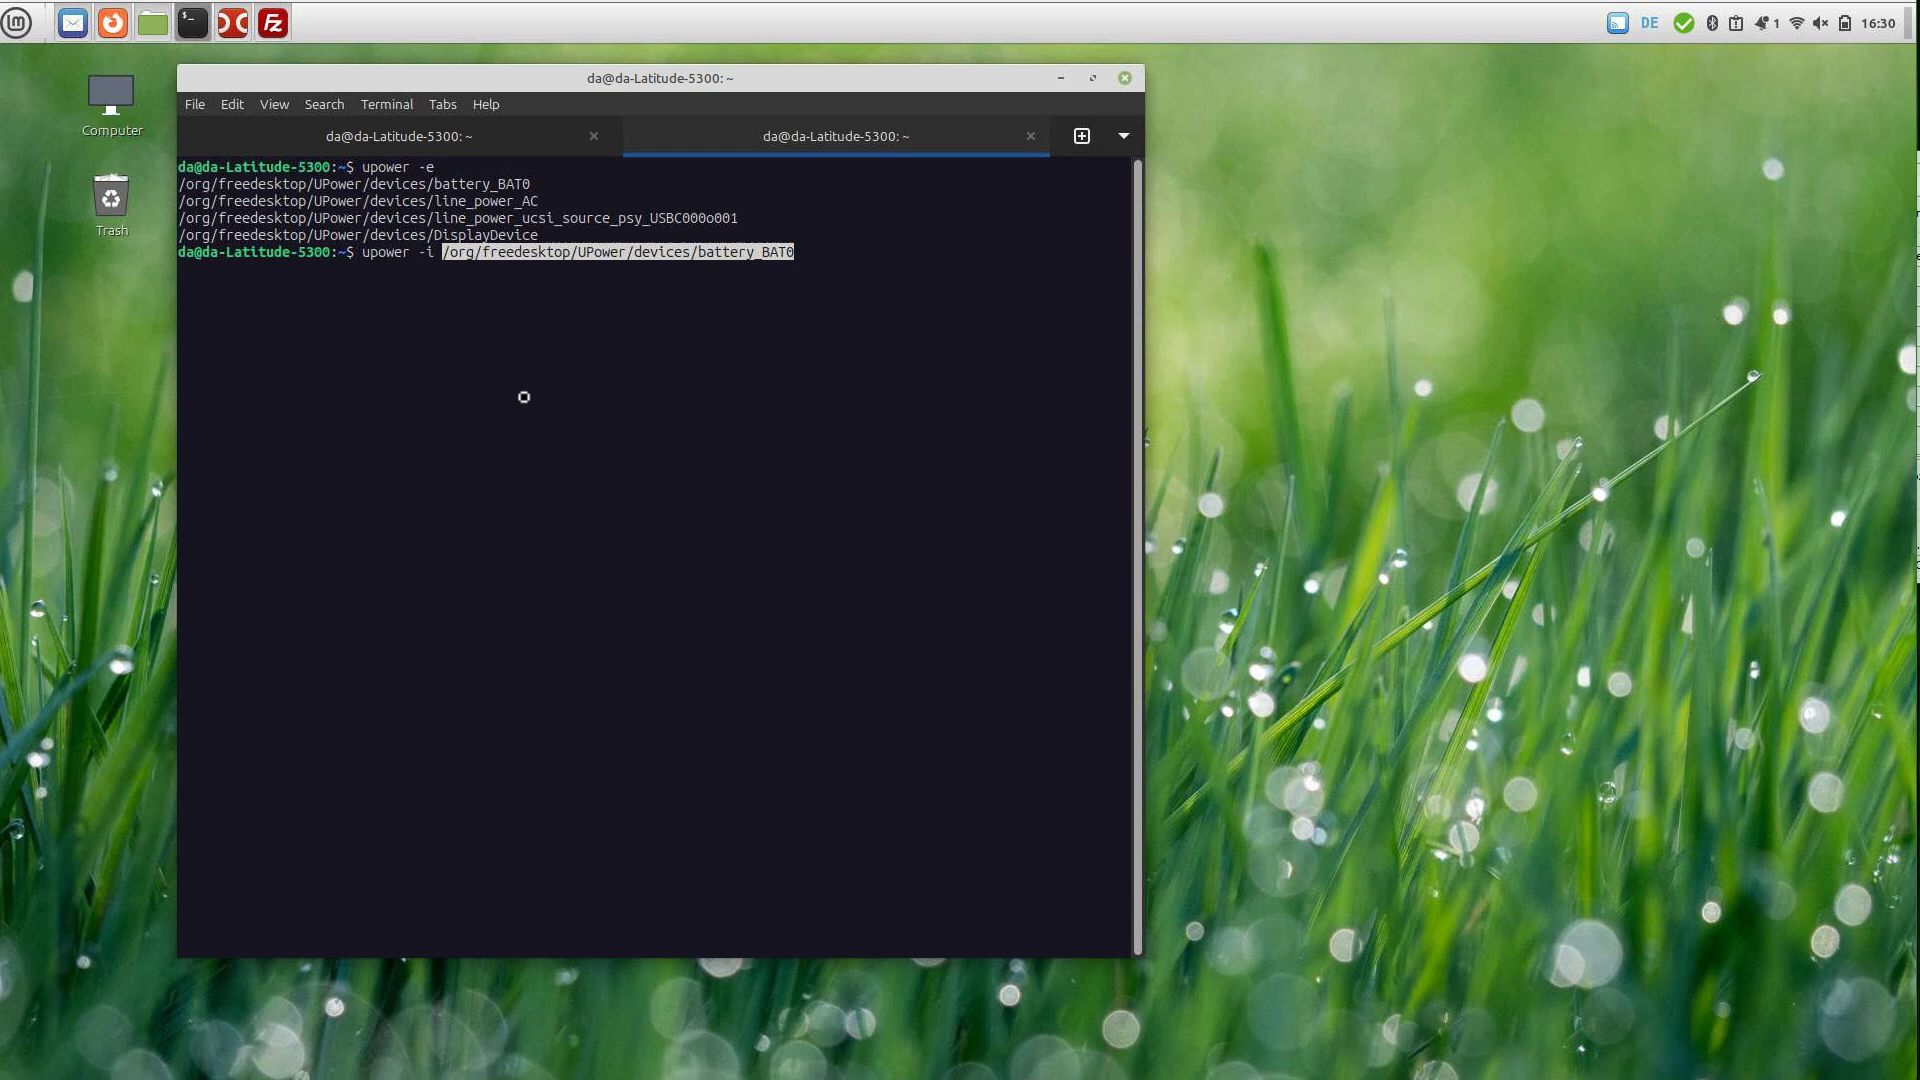 DE
1
16:30
da@da-Latitude-5300: ~
File Edit View Search Terminal Tabs Help
da@da-Latitude-5300: ~
da@da-Latitude-5300: ~
da@da-Latitude-5300:~$ upower -e
/org/freedesktop/UPower/devices/battery_BAT0
/org/freedesktop/UPower/devices/line_power_AC
/org/freedesktop/UPower/devices/line_power_ucsi_source_psy_USBC000o001
/org/freedesktop/UPower/devices/DisplayDevice
da@da-Latitude-5300:~$ upower -i /org/freedesktop/UPower/devices/battery_BAT0
Computer
Trash